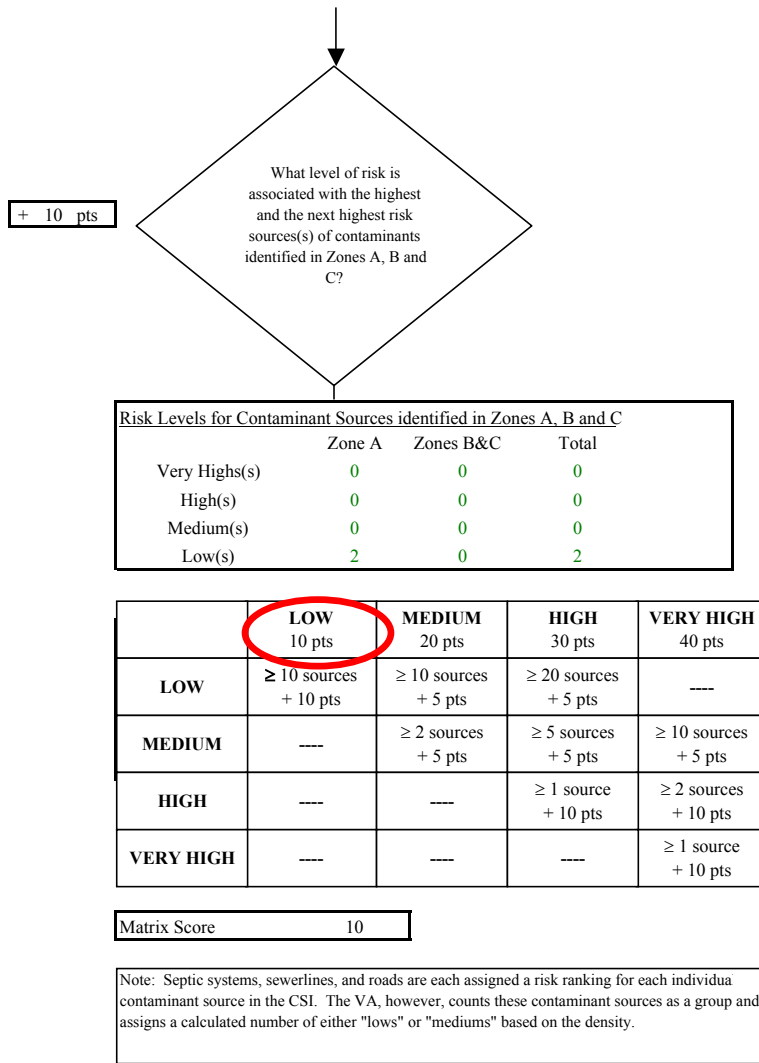 What level of risk is
associated with the highest
and the next highest risk
sources(s) of contaminants
identified in Zones A, B and
C?
+ 10 pts
Risk Levels for Contaminant Sources identified in Zones A, B and C
Zone A Zones B&C Total
Very Highs(s) 0 0 0
High(s) 0 0 0
Medium(s) 0 0 0
Low(s) 2 0 2
LOW MEDIUM HIGH VERY HIGH
10 pts 20 pts 30 pts 40 pts
LOW ≥ 10 sources + 10 pts ≥ 10 sources + 5 pts ≥ 20 sources + 5 pts ----
MEDIUM ---- ≥ 2 sources + 5 pts ≥ 5 sources + 5 pts ≥ 10 sources + 5 pts
HIGH ---- ---- ≥ 1 source + 10 pts ≥ 2 sources + 10 pts
VERY HIGH ---- ---- ---- ≥ 1 source + 10 pts
Matrix Score 10
Note: Septic systems, sewerlines, and roads are each assigned a risk ranking for each individua
contaminant source in the CSI. The VA, however, counts these contaminant sources as a group and
assigns a calculated number of either "lows" or "mediums" based on the density.